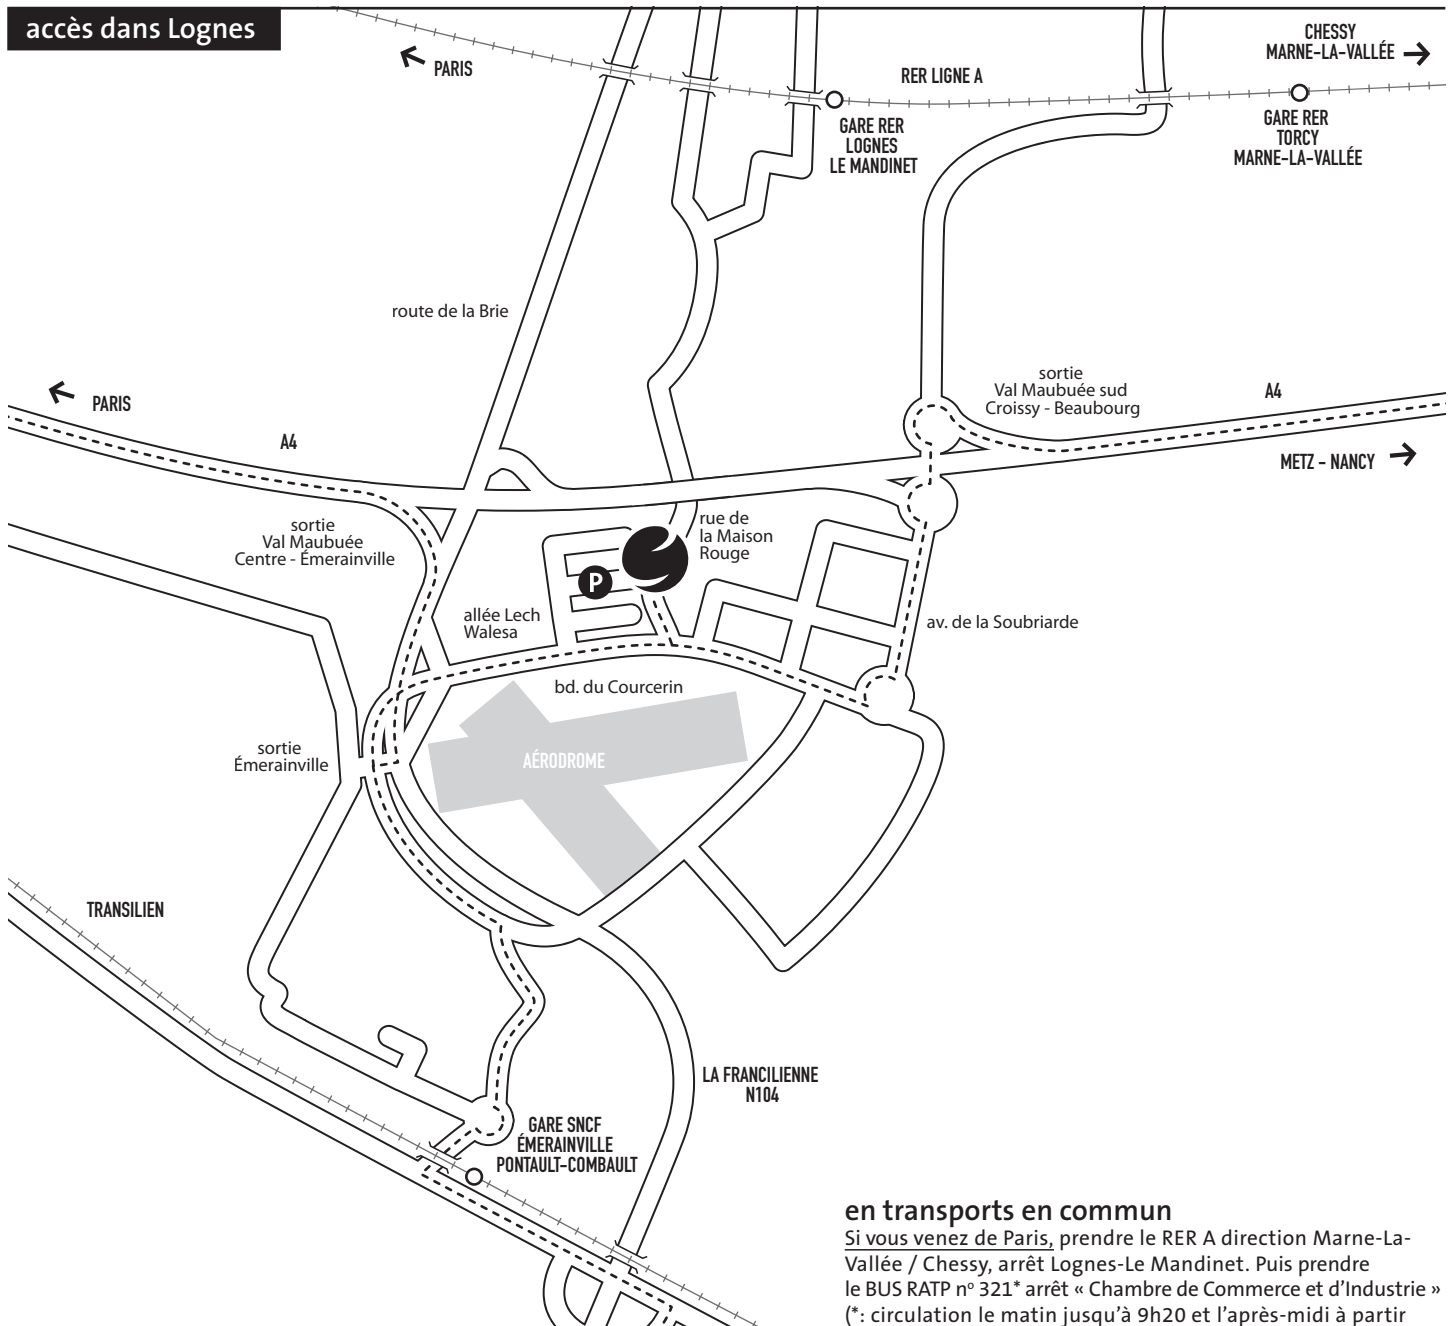 accès dans Lognes
PARIS
CHESSY
MARNE-LA-VALLÉE
RER LIGNE A
GARE RER
LOGNES
LE MANDINET
GARE RER
TORCY
MARNE-LA-VALLÉE
route de la Brie
sortie
Val Maubuée sud
Croissy - Beaubourg
A4
PARIS
A4
METZ - NANCY
sortie
Val Maubuée
Centre - Émerainville
rue de
la Maison
Rouge
P
allée Lech
Walesa
av. de la Soubriarde
bd. du Courcerin
sortie
Émerainville
AÉRODROME
TRANSILIEN
LA FRANCILIENNE
N104
GARE SNCF
ÉMERAINVILLE
PONTAULT-COMBAULT
en transports en commun
Si vous venez de Paris, prendre le RER A direction Marne-La-
Vallée / Chessy, arrêt Lognes-Le Mandinet. Puis prendre
le BUS RATP nº 321* arrêt « Chambre de Commerce et d'Industrie »
(*: circulation le matin jusqu'à 9h20 et l'après-midi à partir